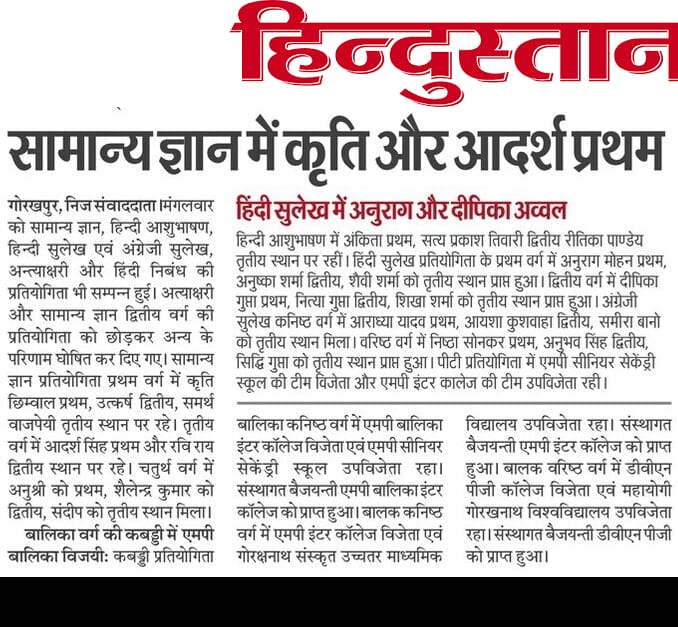 हिन्दुस्तान
सामान्य ज्ञान में कृति और आदर्श प्रथम
गोरखपुर, निज संवाददाता।मंगलवार
को सामान्य ज्ञान, हिन्दी आशुभाषण,
हिन्दी सुलेख एवं अंग्रेजी सुलेख,
अन्त्याक्षरी और हिंदी निबंध की
प्रतियोगिता भी सम्पन्न हुई। अत्याक्षरी
और सामान्य ज्ञान द्वितीय वर्ग की
प्रतियोगिता को छोड़कर अन्य के
परिणाम घोषित कर दिए गए। सामान्य
ज्ञान प्रतियोगिता प्रथम वर्ग में कृति
छिम्वाल प्रथम, उत्कर्ष द्वितीय, समर्थ
वाजपेयी तृतीय स्थान पर रहे। तृतीय
वर्ग में आदर्श सिंह प्रथम और रवि राय
द्वितीय स्थान पर रहे। चतुर्थ वर्ग में
अनुश्री को प्रथम, शैलेन्द्र कुमार को
द्वितीय, संदीप को तृतीय स्थान मिला।
बालिका वर्ग की कबड्डी में एमपी
बालिका विजयी: कबड्डी प्रतियोगिता
हिंदी सुलेख में अनुराग और दीपिका अव्वल
हिन्दी आशुभाषण में अंकिता प्रथम, सत्य प्रकाश तिवारी द्वितीय रीतिका पाण्डेय
तृतीय स्थान पर रहीं। हिंदी सुलेख प्रतियोगिता के प्रथम वर्ग में अनुराग मोहन प्रथम,
अनुष्का शर्मा द्वितीय, शैवी शर्मा को तृतीय स्थान प्राप्त हुआ। द्वितीय वर्ग में दीपिका
गुप्ता प्रथम, नित्या गुप्ता द्वितीय, शिखा शर्मा को तृतीय स्थान प्राप्त हुआ। अंग्रेजी
सुलेख कनिष्ठ वर्ग में आराध्या यादव प्रथम, आयशा कुशवाहा द्वितीय, समीरा बानो
को तृतीय स्थान मिला। वरिष्ठ वर्ग में निष्ठा सोनकर प्रथम, अनुभव सिंह द्वितीय,
सिद्धि गुप्ता को तृतीय स्थान प्राप्त हुआ। पीटी प्रतियोगिता में एमपी सीनियर सेकेंड्री
स्कूल की टीम विजेता और एमपी इंटर कालेज की टीम उपविजेता रही।
बालिका कनिष्ठ वर्ग में एमपी बालिका
इंटर कॉलेज विजेता एवं एमपी सीनियर
सेकेंड्री स्कूल उपविजेता रहा।
संस्थागत बैजयन्ती एमपी बालिका इंटर
कॉलेज को प्राप्त हुआ। बालक कनिष्ठ
वर्ग में एमपी इंटर कॉलेज विजेता एवं
गोरक्षनाथ संस्कृत उच्चतर माध्यमिक
विद्यालय उपविजेता रहा। संस्थागत
बैजयन्ती एमपी इंटर कॉलेज को प्राप्त
हुआ। बालक वरिष्ठ वर्ग में डीवीएन
पीजी कॉलेज विजेता एवं महायोगी
गोरखनाथ विश्वविद्यालय उपविजेता
रहा। संस्थागत बैजयन्ती डीवीएन पीजी
को प्राप्त हुआ।